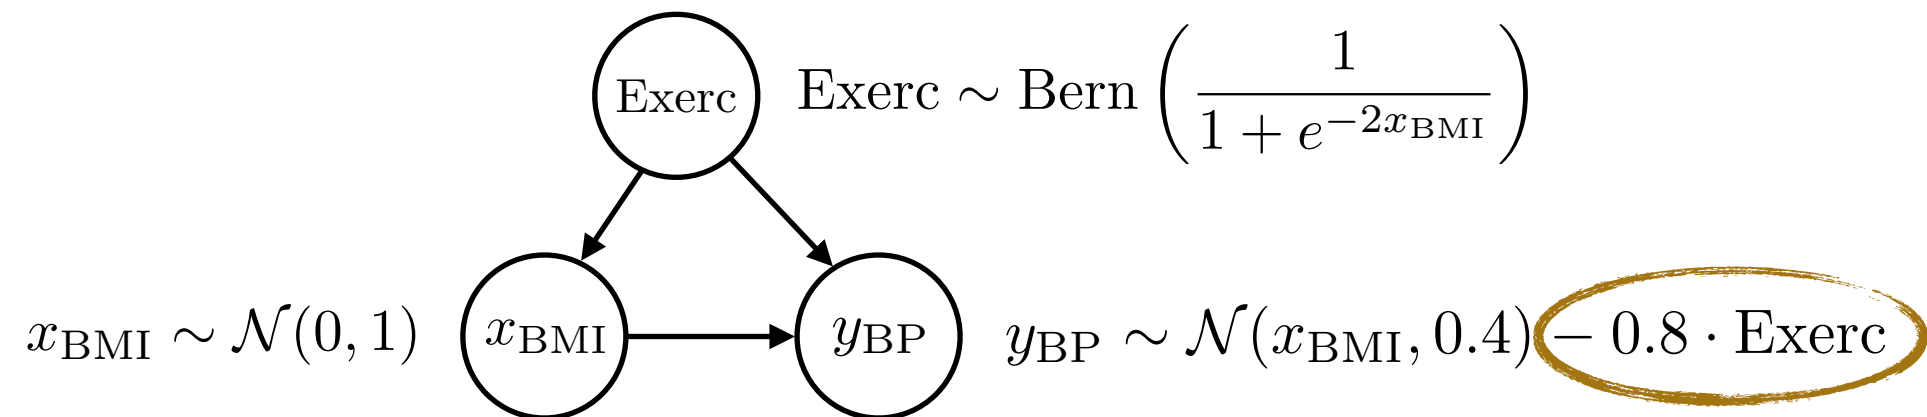 Exerc
Exerc ∼ Bern ( 1 / (1 + e^{−2x_BMI}) )
x_BMI ∼ 𝒩(0, 1)
x_BMI
y_BP
y_BP ∼ 𝒩(x_BMI, 0.4) − 0.8 · Exerc